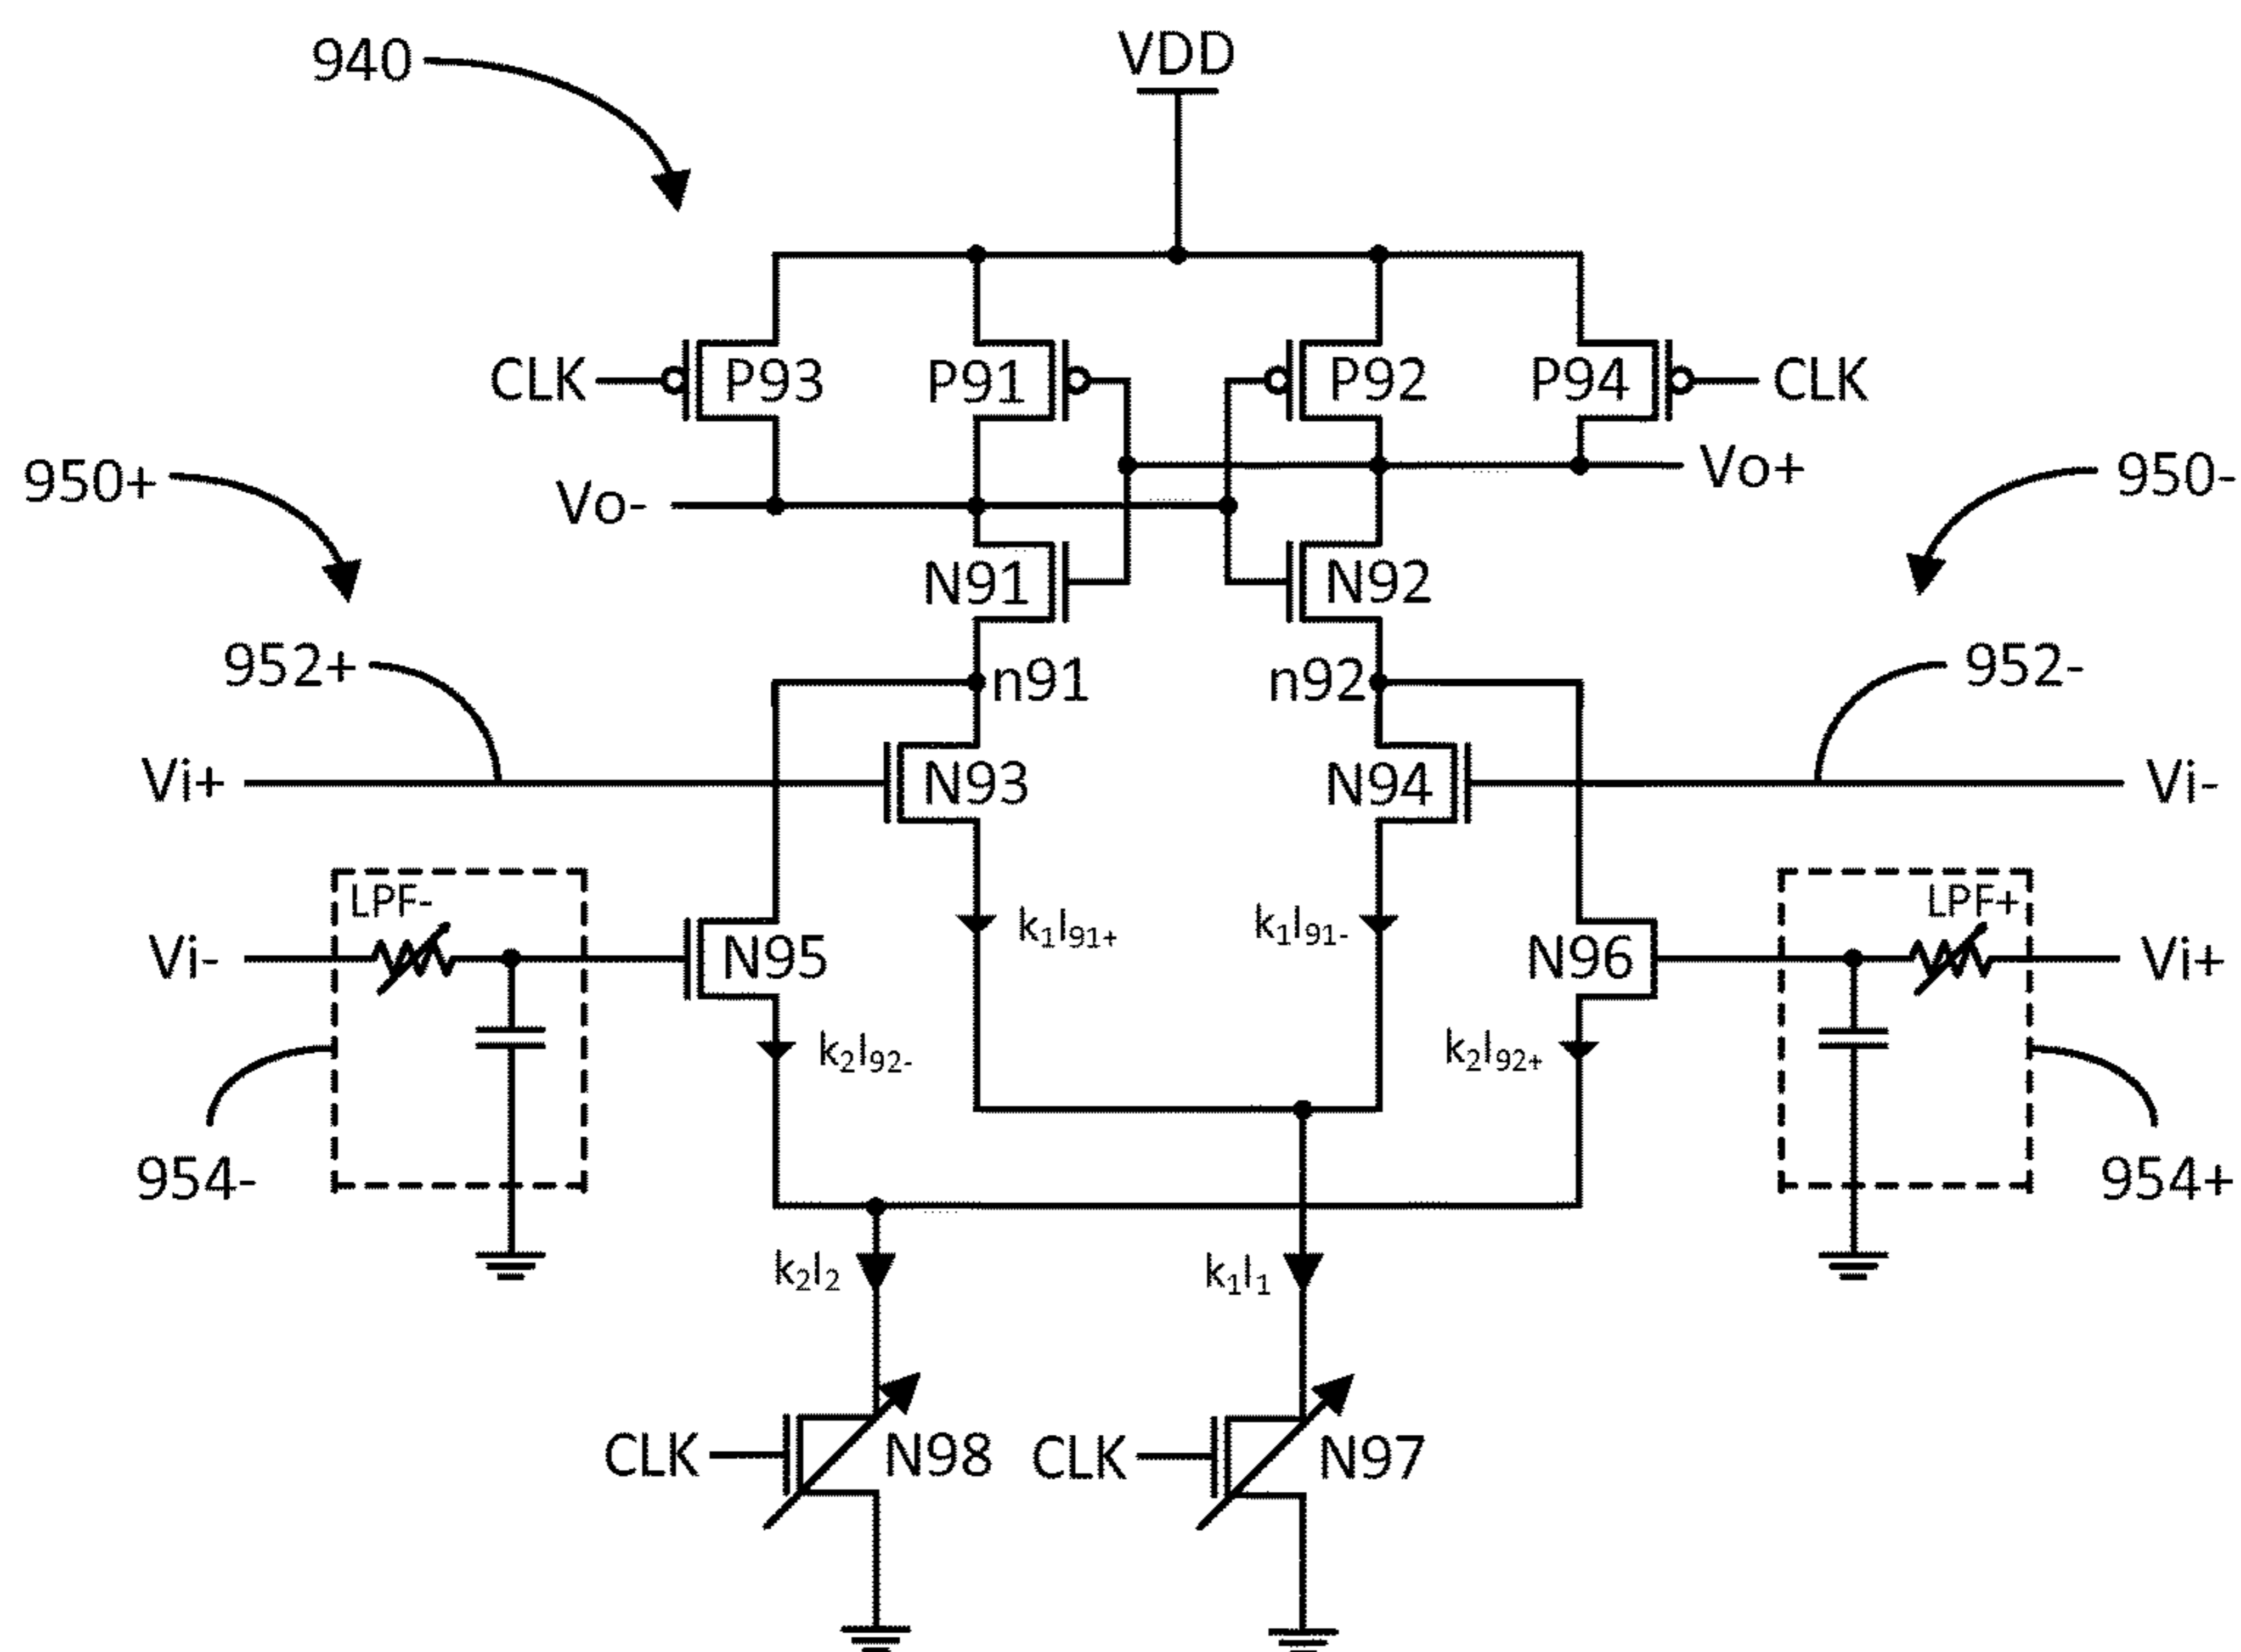 940
VDD
CLK
P93
P91
P92
P94
CLK
950+
Vo-
Vo+
950-
N91
N92
952+
n91
n92
952-
Vi+
N93
N94
Vi-
LPF-
k₁I₉₁₊
k₁I₉₁₋
LPF+
Vi-
N95
N96
Vi+
k₂I₉₂₋
k₂I₉₂₊
954-
954+
k₂I₂
k₁I₁
CLK
N98
CLK
N97